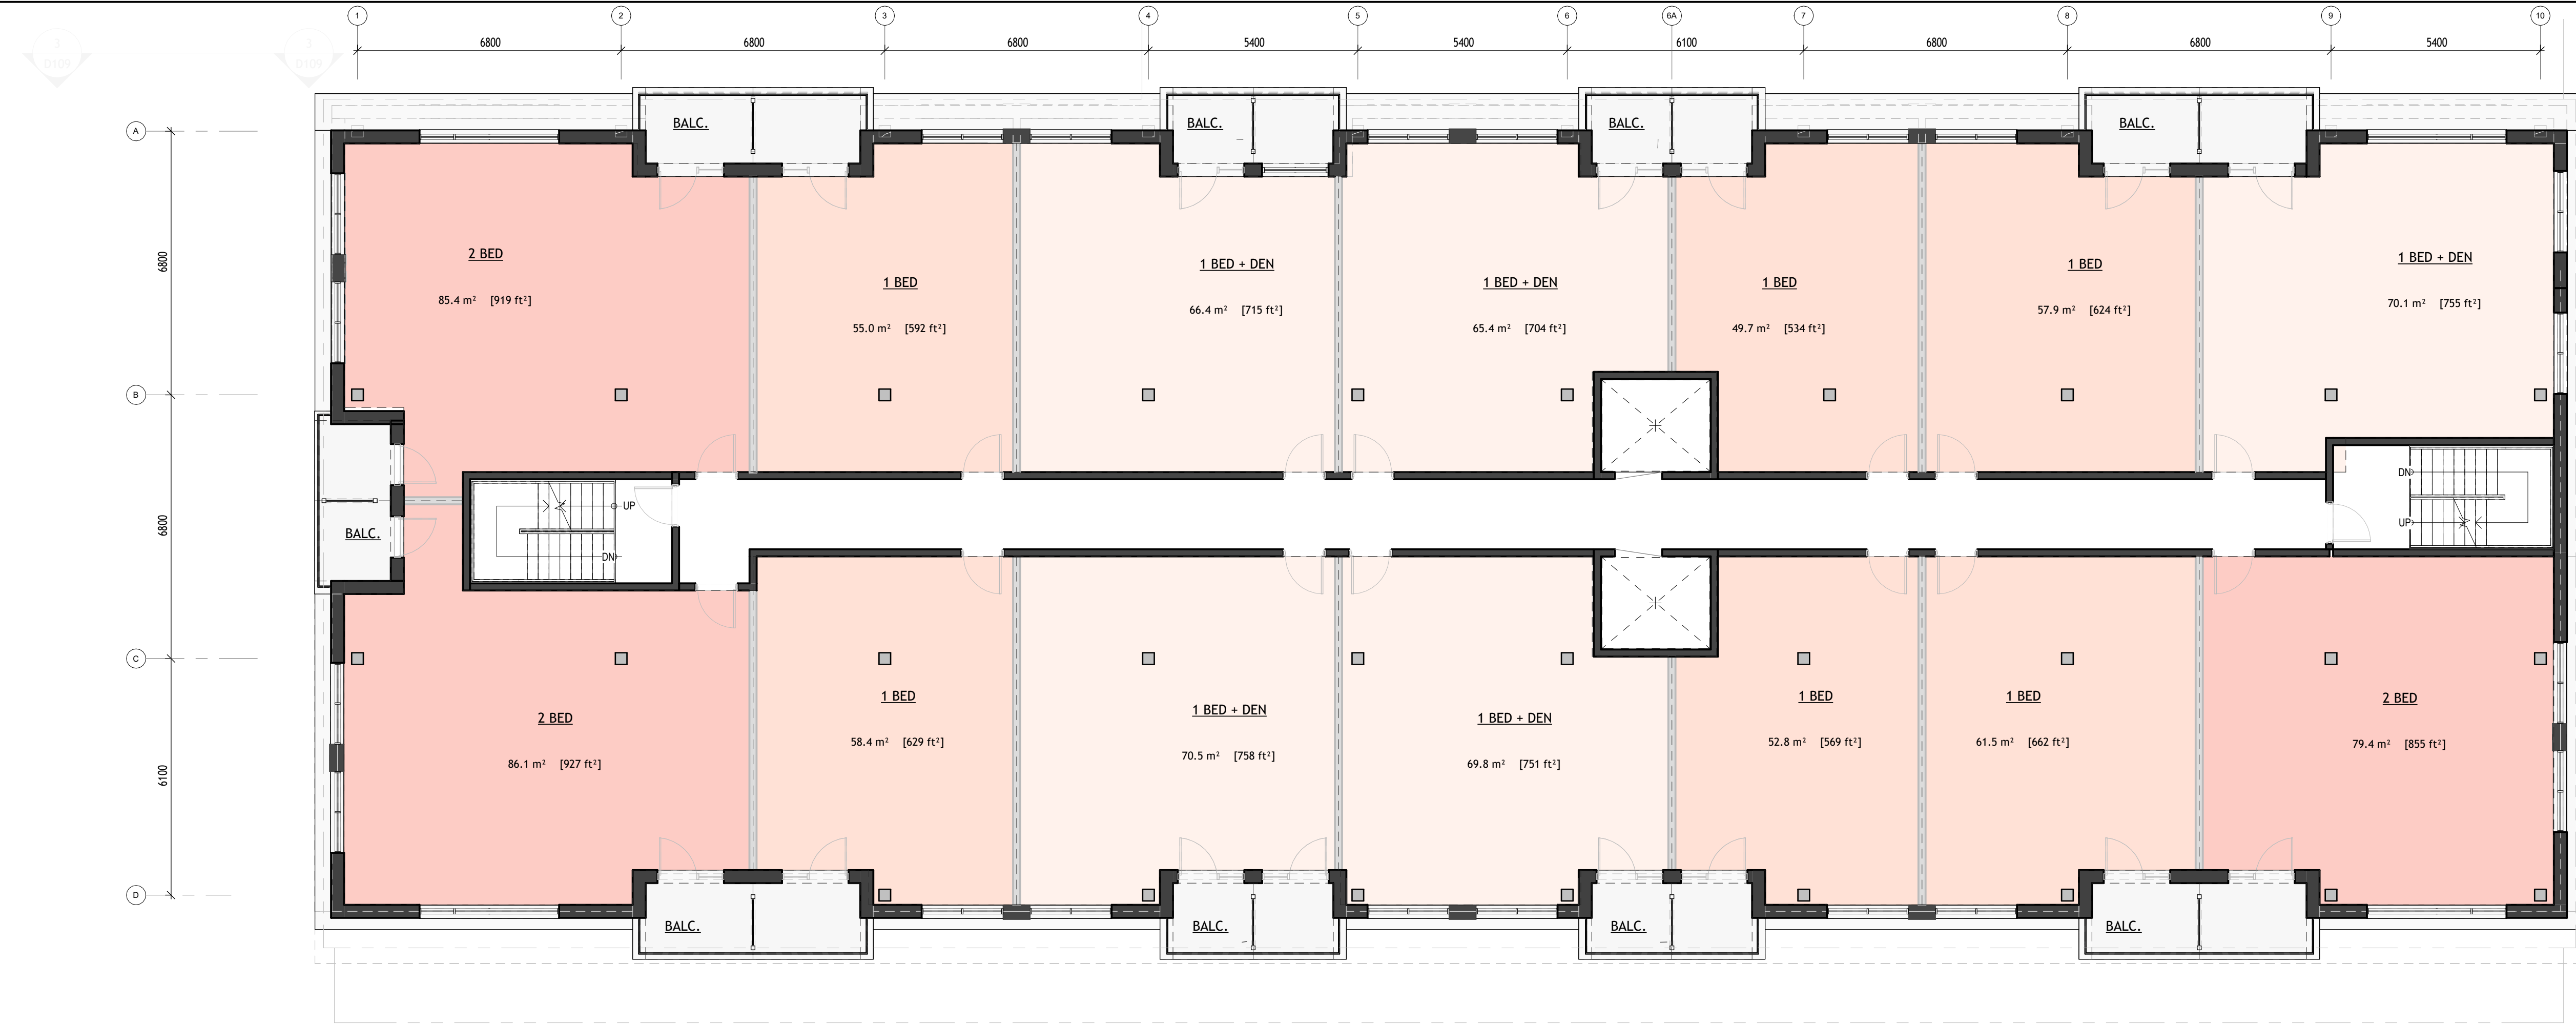 1 2 3 4 5 6 6A 7 8 9 10
6800 6800 6800 5400 5400 6100 6800 6800 5400
3 3
D109 D109
A
BALC. BALC. BALC. BALC.
6800
2 BED
85.4 m² [919 ft²]
1 BED
55.0 m² [592 ft²]
1 BED + DEN
66.4 m² [715 ft²]
1 BED + DEN
65.4 m² [704 ft²]
1 BED
49.7 m² [534 ft²]
1 BED
57.9 m² [624 ft²]
1 BED + DEN
70.1 m² [755 ft²]
B
6800
BALC.
UP
DN
DN
UP
C
6100
2 BED
86.1 m² [927 ft²]
1 BED
58.4 m² [629 ft²]
1 BED + DEN
70.5 m² [758 ft²]
1 BED + DEN
69.8 m² [751 ft²]
1 BED
52.8 m² [569 ft²]
1 BED
61.5 m² [662 ft²]
2 BED
79.4 m² [855 ft²]
D
BALC. BALC. BALC. BALC.